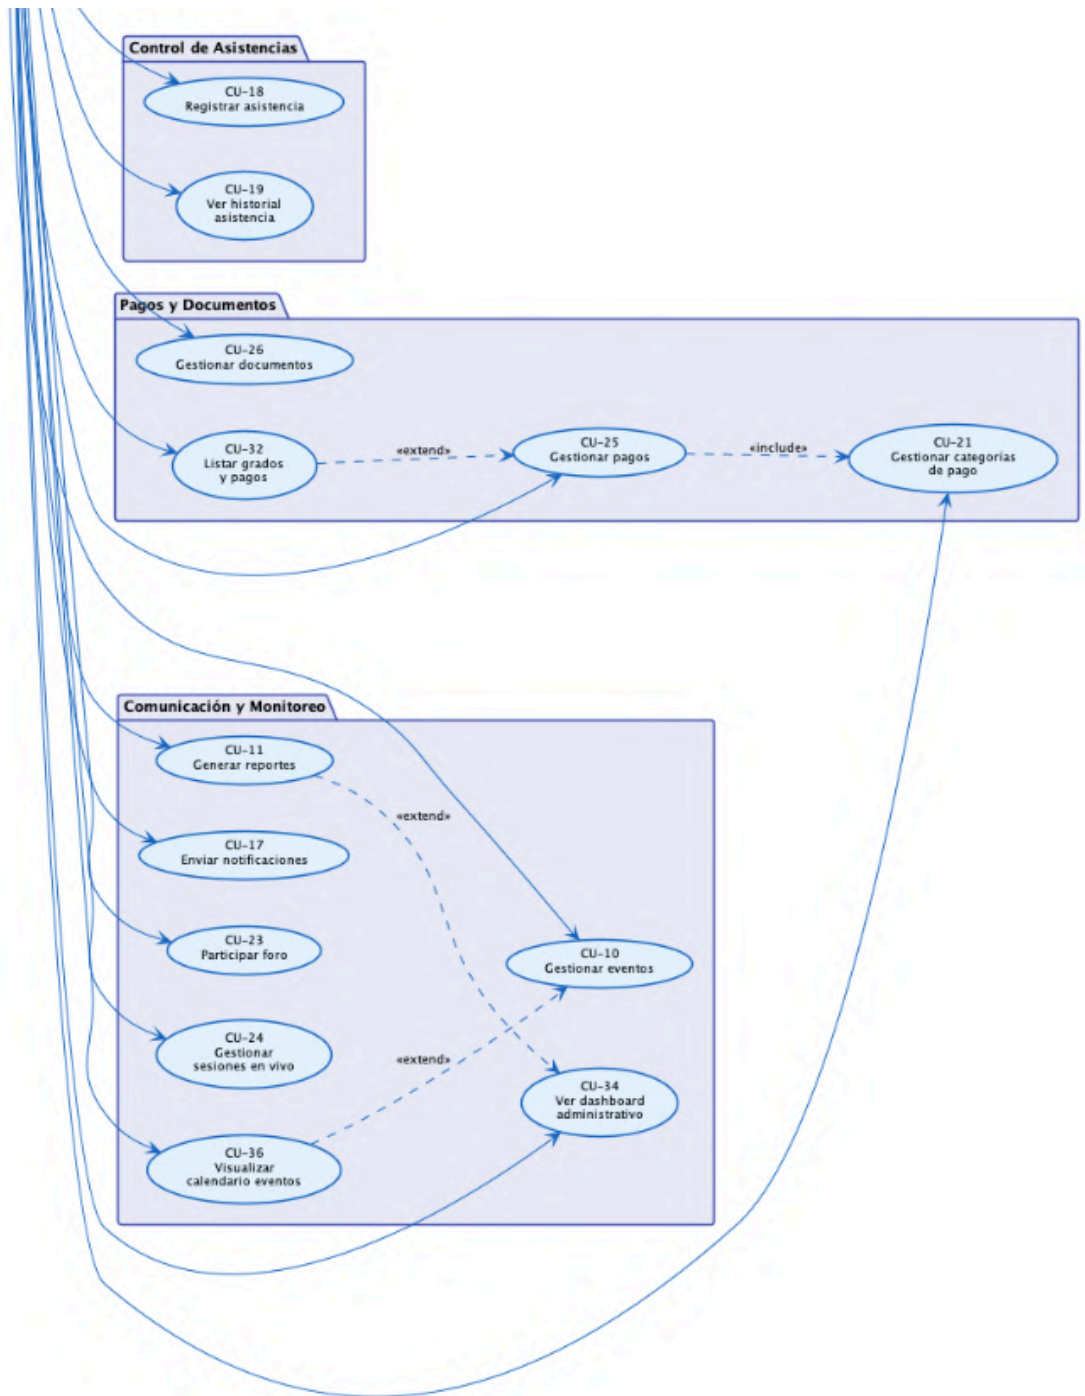 Control de Asistencias
CU-18
Registrar asistencia
CU-19
Ver historial
asistencia
Pagos y Documentos
CU-26
Gestionar documentos
CU-32
Listar grados
y pagos
«extend»
CU-25
Gestionar pagos
«include»
CU-21
Gestionar categorías
de pago
Comunicación y Monitoreo
CU-11
Generar reportes
«extend»
CU-17
Enviar notificaciones
CU-23
Participar foro
CU-10
Gestionar eventos
CU-24
Gestionar
sesiones en vivo
«extend»
CU-34
Ver dashboard
administrativo
CU-36
Visualizar
calendario eventos